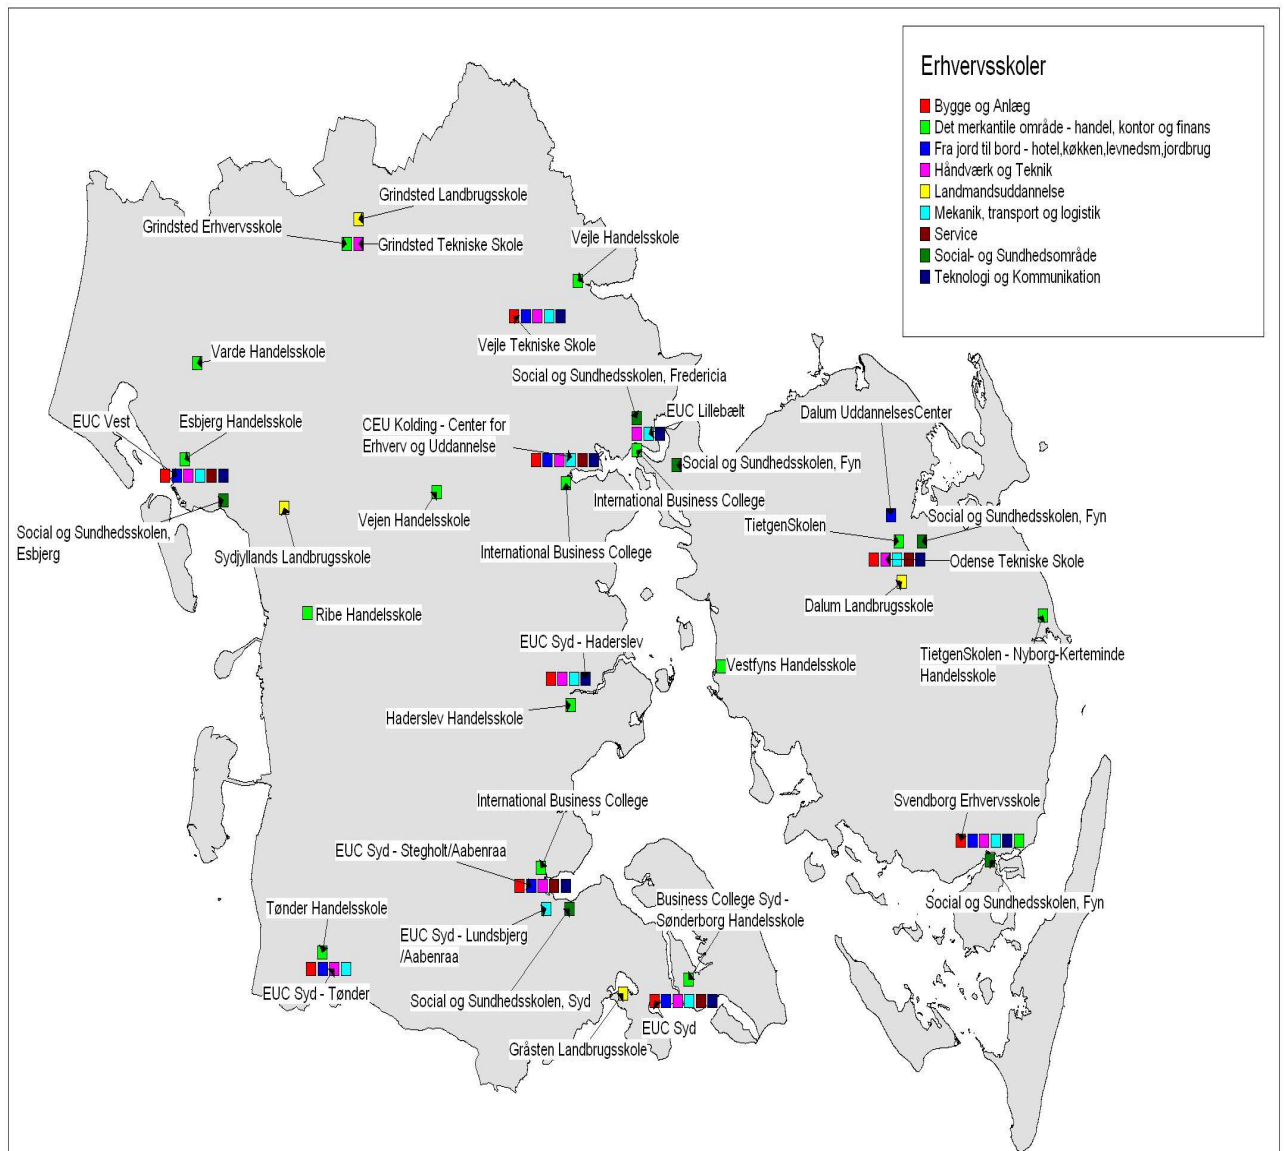 Erhvervsskoler
Bygge og Anlæg
Det merkantile område - handel, kontor og finans
Fra jord til bord - hotel,køkken,levnedsm,jordbrug
Håndværk og Teknik
Landmandsuddannelse
Mekanik, transport og logistik
Service
Social- og Sundhedsområde
Teknologi og Kommunikation
Grindsted Landbrugsskole
Grindsted Erhvervsskole
Grindsted Tekniske Skole
Vejle Handelsskole
Vejle Tekniske Skole
Varde Handelsskole
Social og Sundhedsskolen, Fredericia
EUC Vest
Esbjerg Handelsskole
CEU Kolding - Center for
Erhverv og Uddannelse
EUC Lillebælt
Dalum UddannelsesCenter
Social og Sundhedsskolen, Fyn
International Business College
Vejen Handelsskole
Social og Sundhedsskolen,
Esbjerg
Sydjyllands Landbrugsskole
International Business College
TietgenSkolen
Social og Sundhedsskolen, Fyn
Odense Tekniske Skole
Dalum Landbrugsskole
Ribe Handelsskole
EUC Syd - Haderslev
Vestfyns Handelsskole
TietgenSkolen - Nyborg-Kerteminde
Handelsskole
Haderslev Handelsskole
International Business College
Svendborg Erhvervsskole
EUC Syd - Stegholt/Aabenraa
Business College Syd -
Sønderborg Handelsskole
Social og Sundhedsskolen, Fyn
Tønder Handelsskole
EUC Syd - Lundsbjerg
/Aabenraa
EUC Syd - Tønder
Social og Sundhedsskolen, Syd
EUC Syd
Gråsten Landbrugsskole